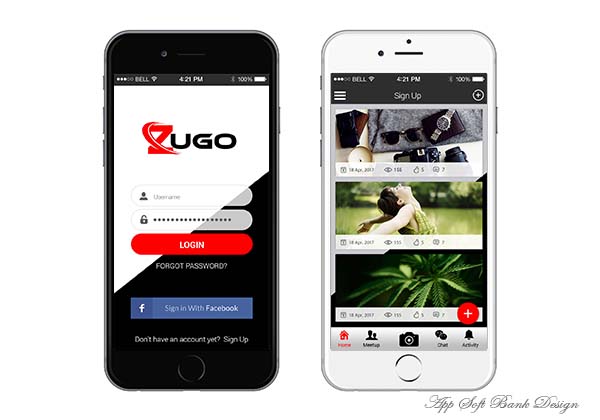 BELL 4:21 PM 100%
ZUGO
Username
LOGIN
FORGOT PASSWORD?
f Sign in With Facebook
Don't have an account yet? Sign Up
BELL 4:21 PM 100%
Sign Up
18 Apr, 2017 155 5 7
18 Apr, 2017 155 5 7
18 Apr, 2017 155 5 7
Home Meetup Chat Activity
App Soft Bank Design